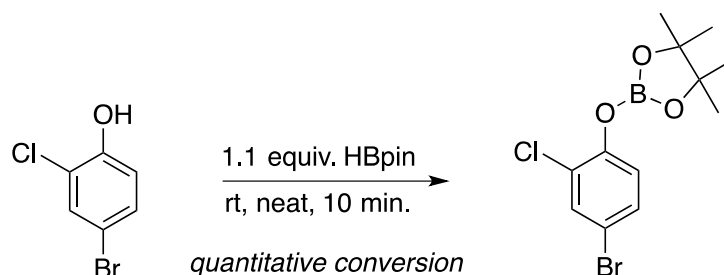 OH
Cl
Br
1.1 equiv. HBpin
rt, neat, 10 min.
quantitative conversion
O
B
O
O
Cl
Br